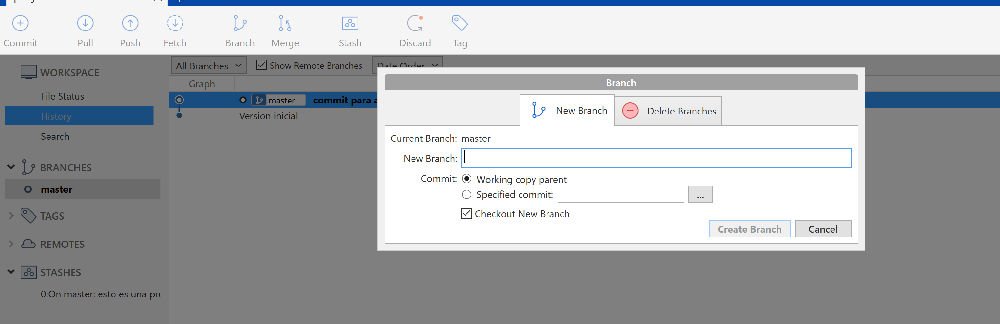 Commit Pull Push Fetch Branch Merge Stash Discard Tag
WORKSPACE
File Status
History
Search
BRANCHES
master
TAGS
REMOTES
STASHES
0:On master: esto es una
All Branches Show Remote Branches Date Order
Graph
master commit para
Version inicial
Branch
New Branch Delete Branches
Current Branch: master
New Branch:
Commit: Working copy parent
Specified commit: ...
Checkout New Branch
Create Branch Cancel